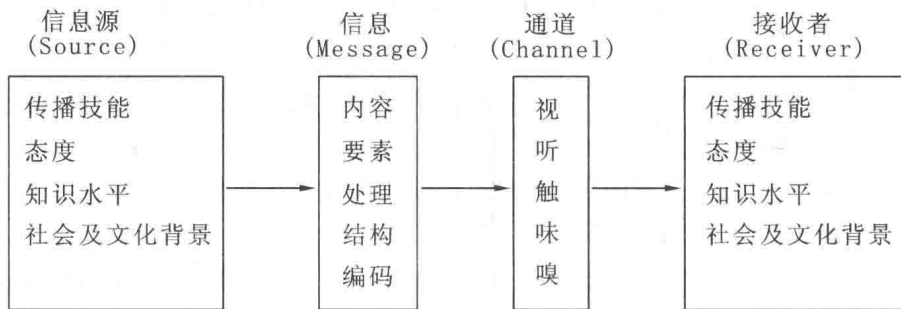 信息源
(Source)
信息
(Message)
通道
(Channel)
接收者
(Receiver)
传播技能
态度
知识水平
社会及文化背景
内容
要素
处理
结构
编码
视
听
触
味
嗅
传播技能
态度
知识水平
社会及文化背景